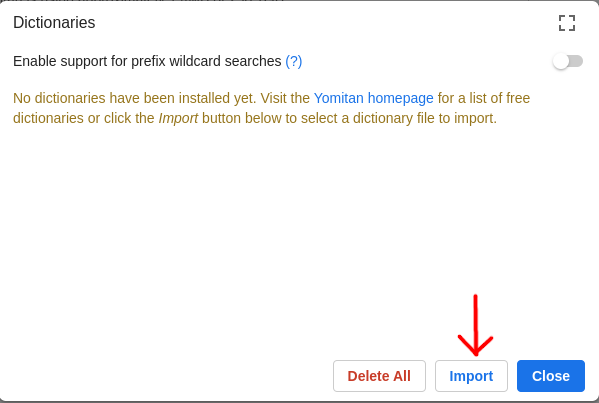 Dictionaries
Enable support for prefix wildcard searches (?)
No dictionaries have been installed yet. Visit the Yomitan homepage for a list of free
dictionaries or click the Import button below to select a dictionary file to import.
Delete All
Import
Close